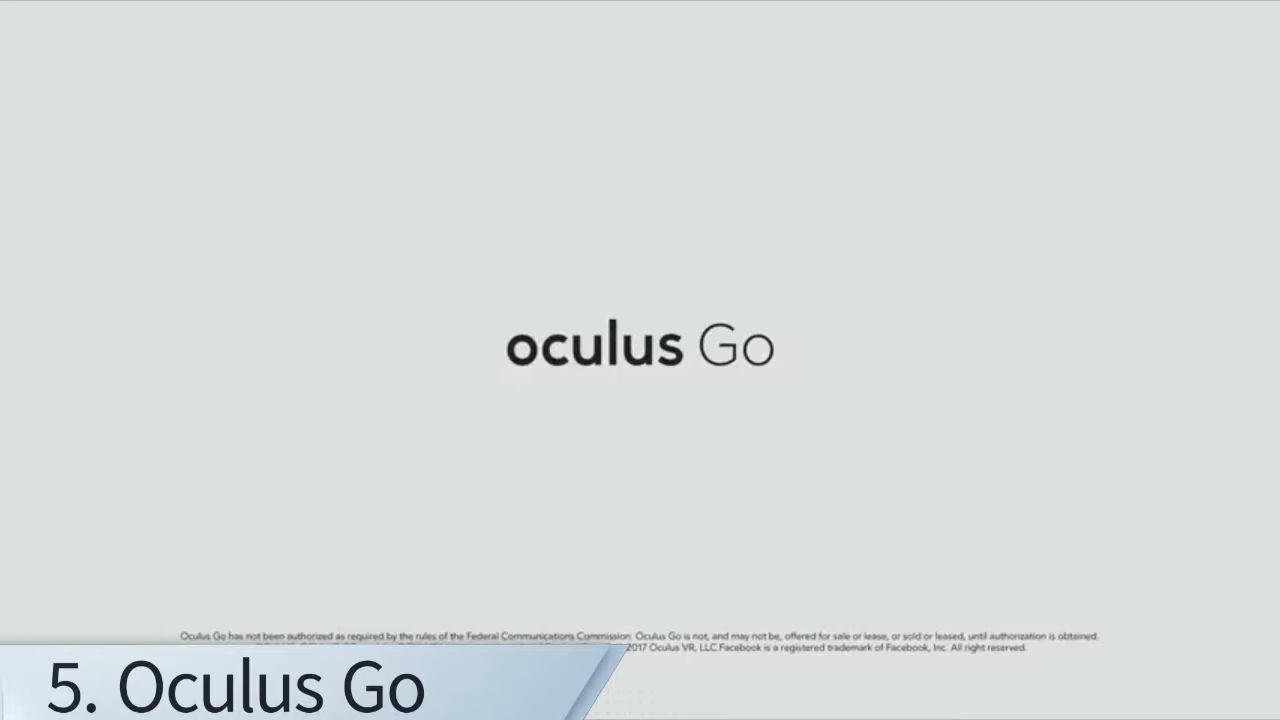 oculus Go
Oculus Go has not been authorized as required by the rules of the Federal Communications Commission. Oculus Go is not, and may not be, offered for sale or lease, or sold or leased, until authorization is obtained.
2017 Oculus VR, LLC.Facebook is a registered trademark of Facebook, Inc. All right reserved.
5. Oculus Go